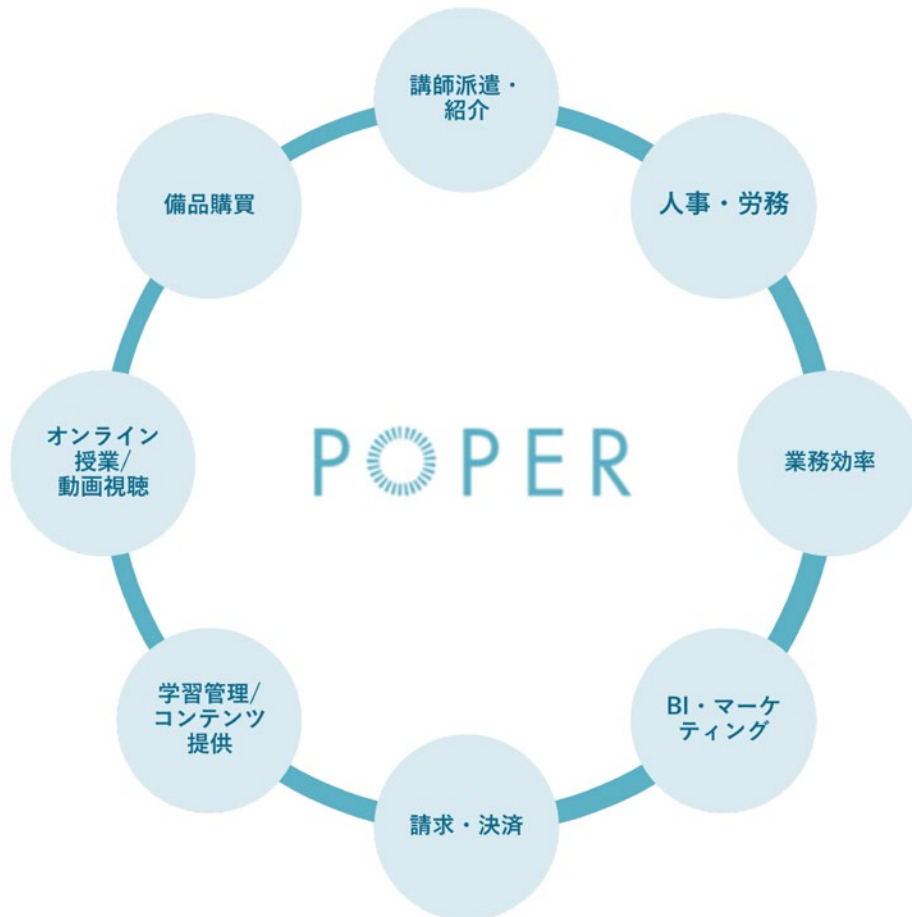 講師派遣・
紹介
人事・労務
業務効率
BI・マーケ
ティング
請求・決済
学習管理/
コンテンツ
提供
オンライン
授業/
動画視聴
備品購買
POPER